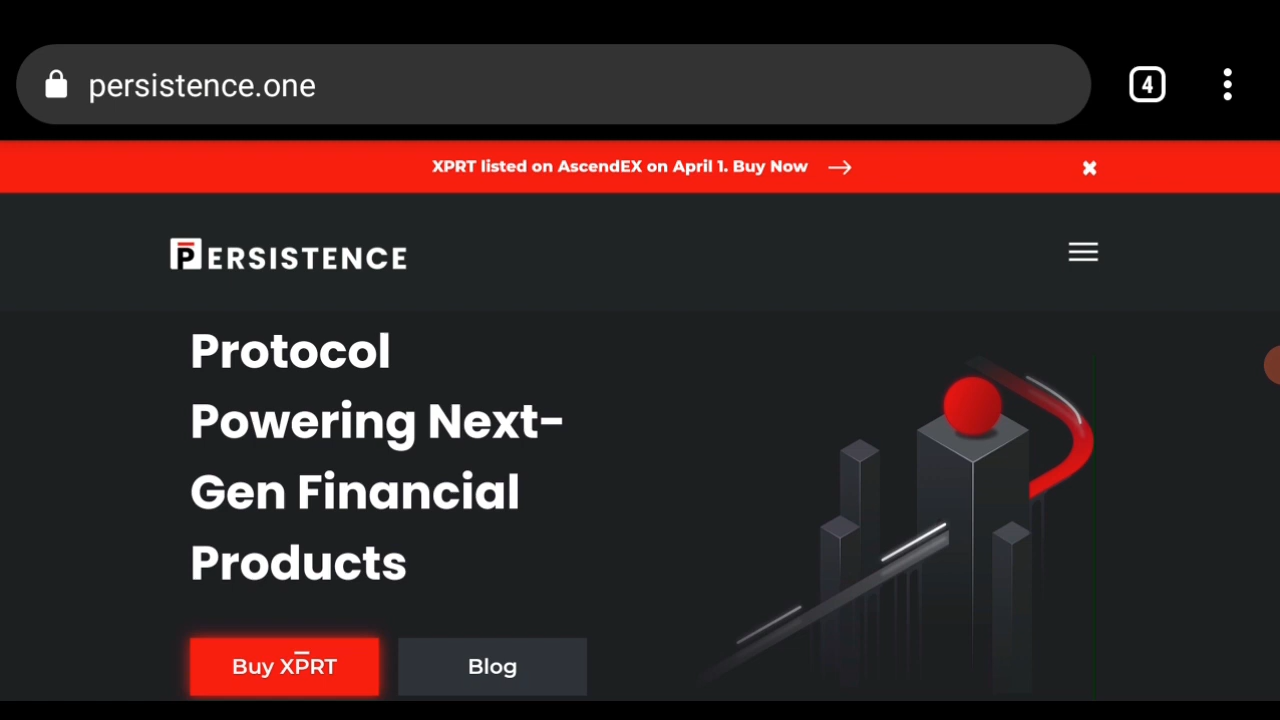 persistence.one
4
XPRT listed on AscendEX on April 1. Buy Now
PERSISTENCE
Protocol
Powering Next-
Gen Financial
Products
Buy XPRT
Blog